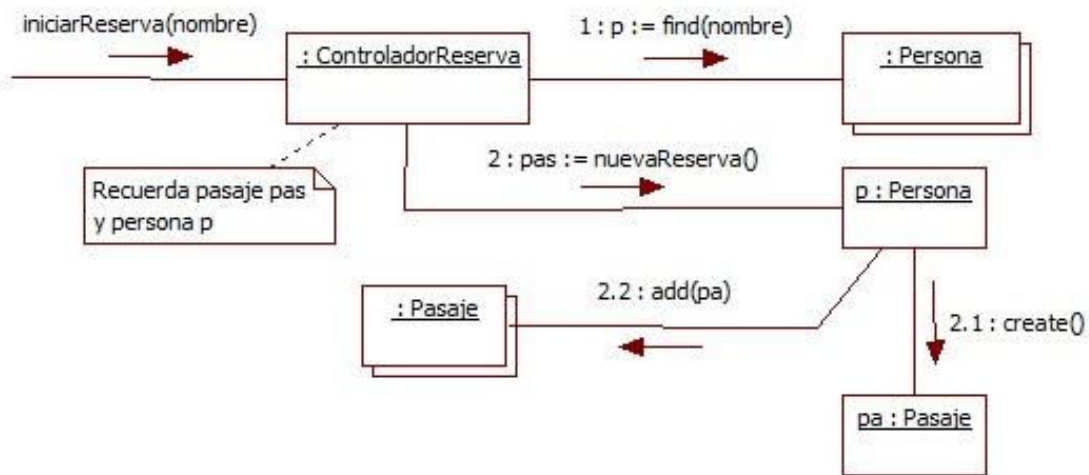 iniciarReserva(nombre)
1 : p := find(nombre)
: ControladorReserva
: Persona
2 : pas := nuevaReserva()
Recuerda pasaje pas
y persona p
p : Persona
2.2 : add(pa)
: Pasaje
2.1 : create()
pa : Pasaje